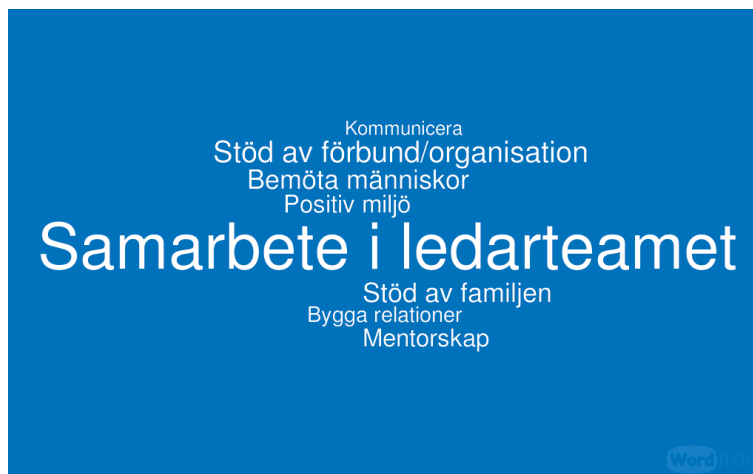 Kommunicera
Stöd av förbund/organisation
Bemöta människor
Positiv miljö
Samarbete i ledarteamet
Stöd av familjen
Bygga relationer
Mentorskap